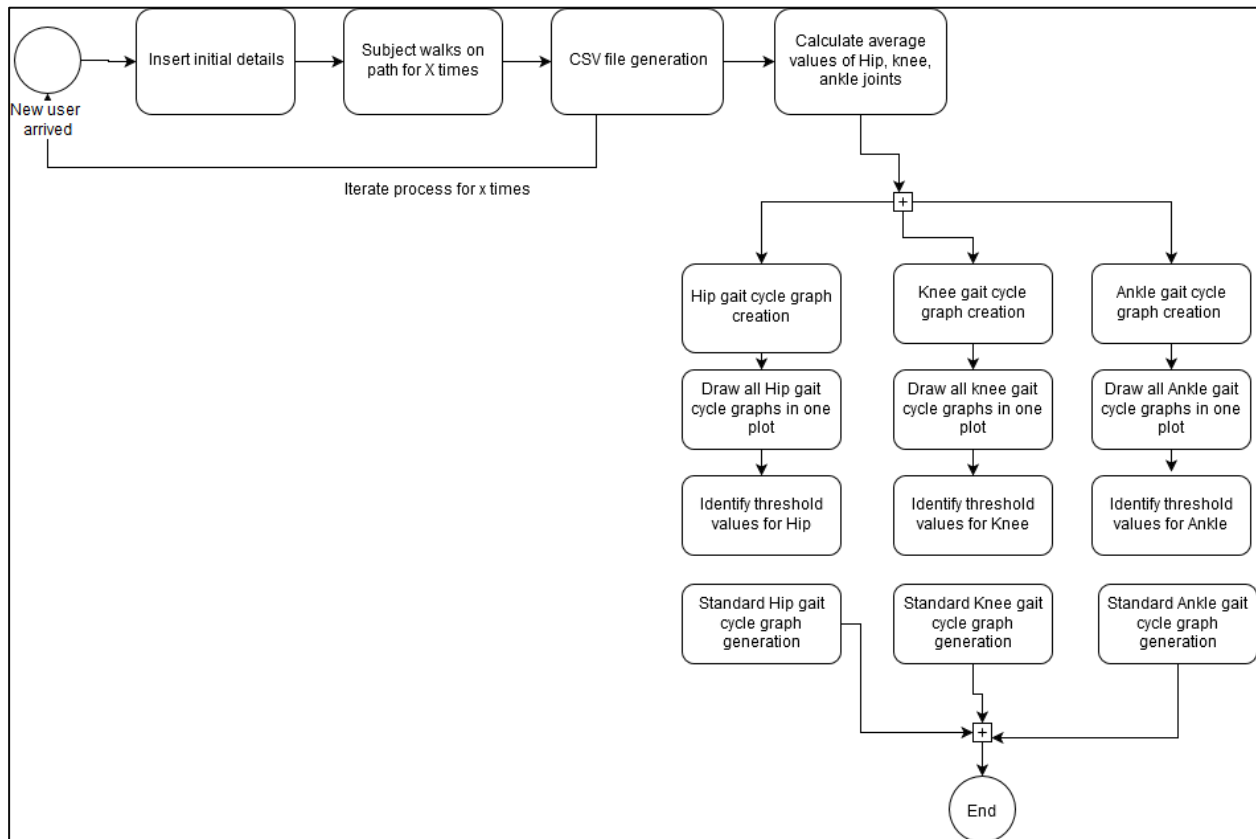 New user
arrived
Insert initial details
Subject walks on
path for X times
CSV file generation
Calculate average
values of Hip, knee,
ankle joints
Iterate process for x times
+
Hip gait cycle graph
creation
Knee gait cycle
graph creation
Ankle gait cycle
graph creation
Draw all Hip gait
cycle graphs in one
plot
Draw all knee gait
cycle graphs in one
plot
Draw all Ankle gait
cycle graphs in one
plot
Identify threshold
values for Hip
Identify threshold
values for Knee
Identify threshold
values for Ankle
Standard Hip gait
cycle graph
generation
Standard Knee gait
cycle graph
generation
Standard Ankle gait
cycle graph
generation
+
End